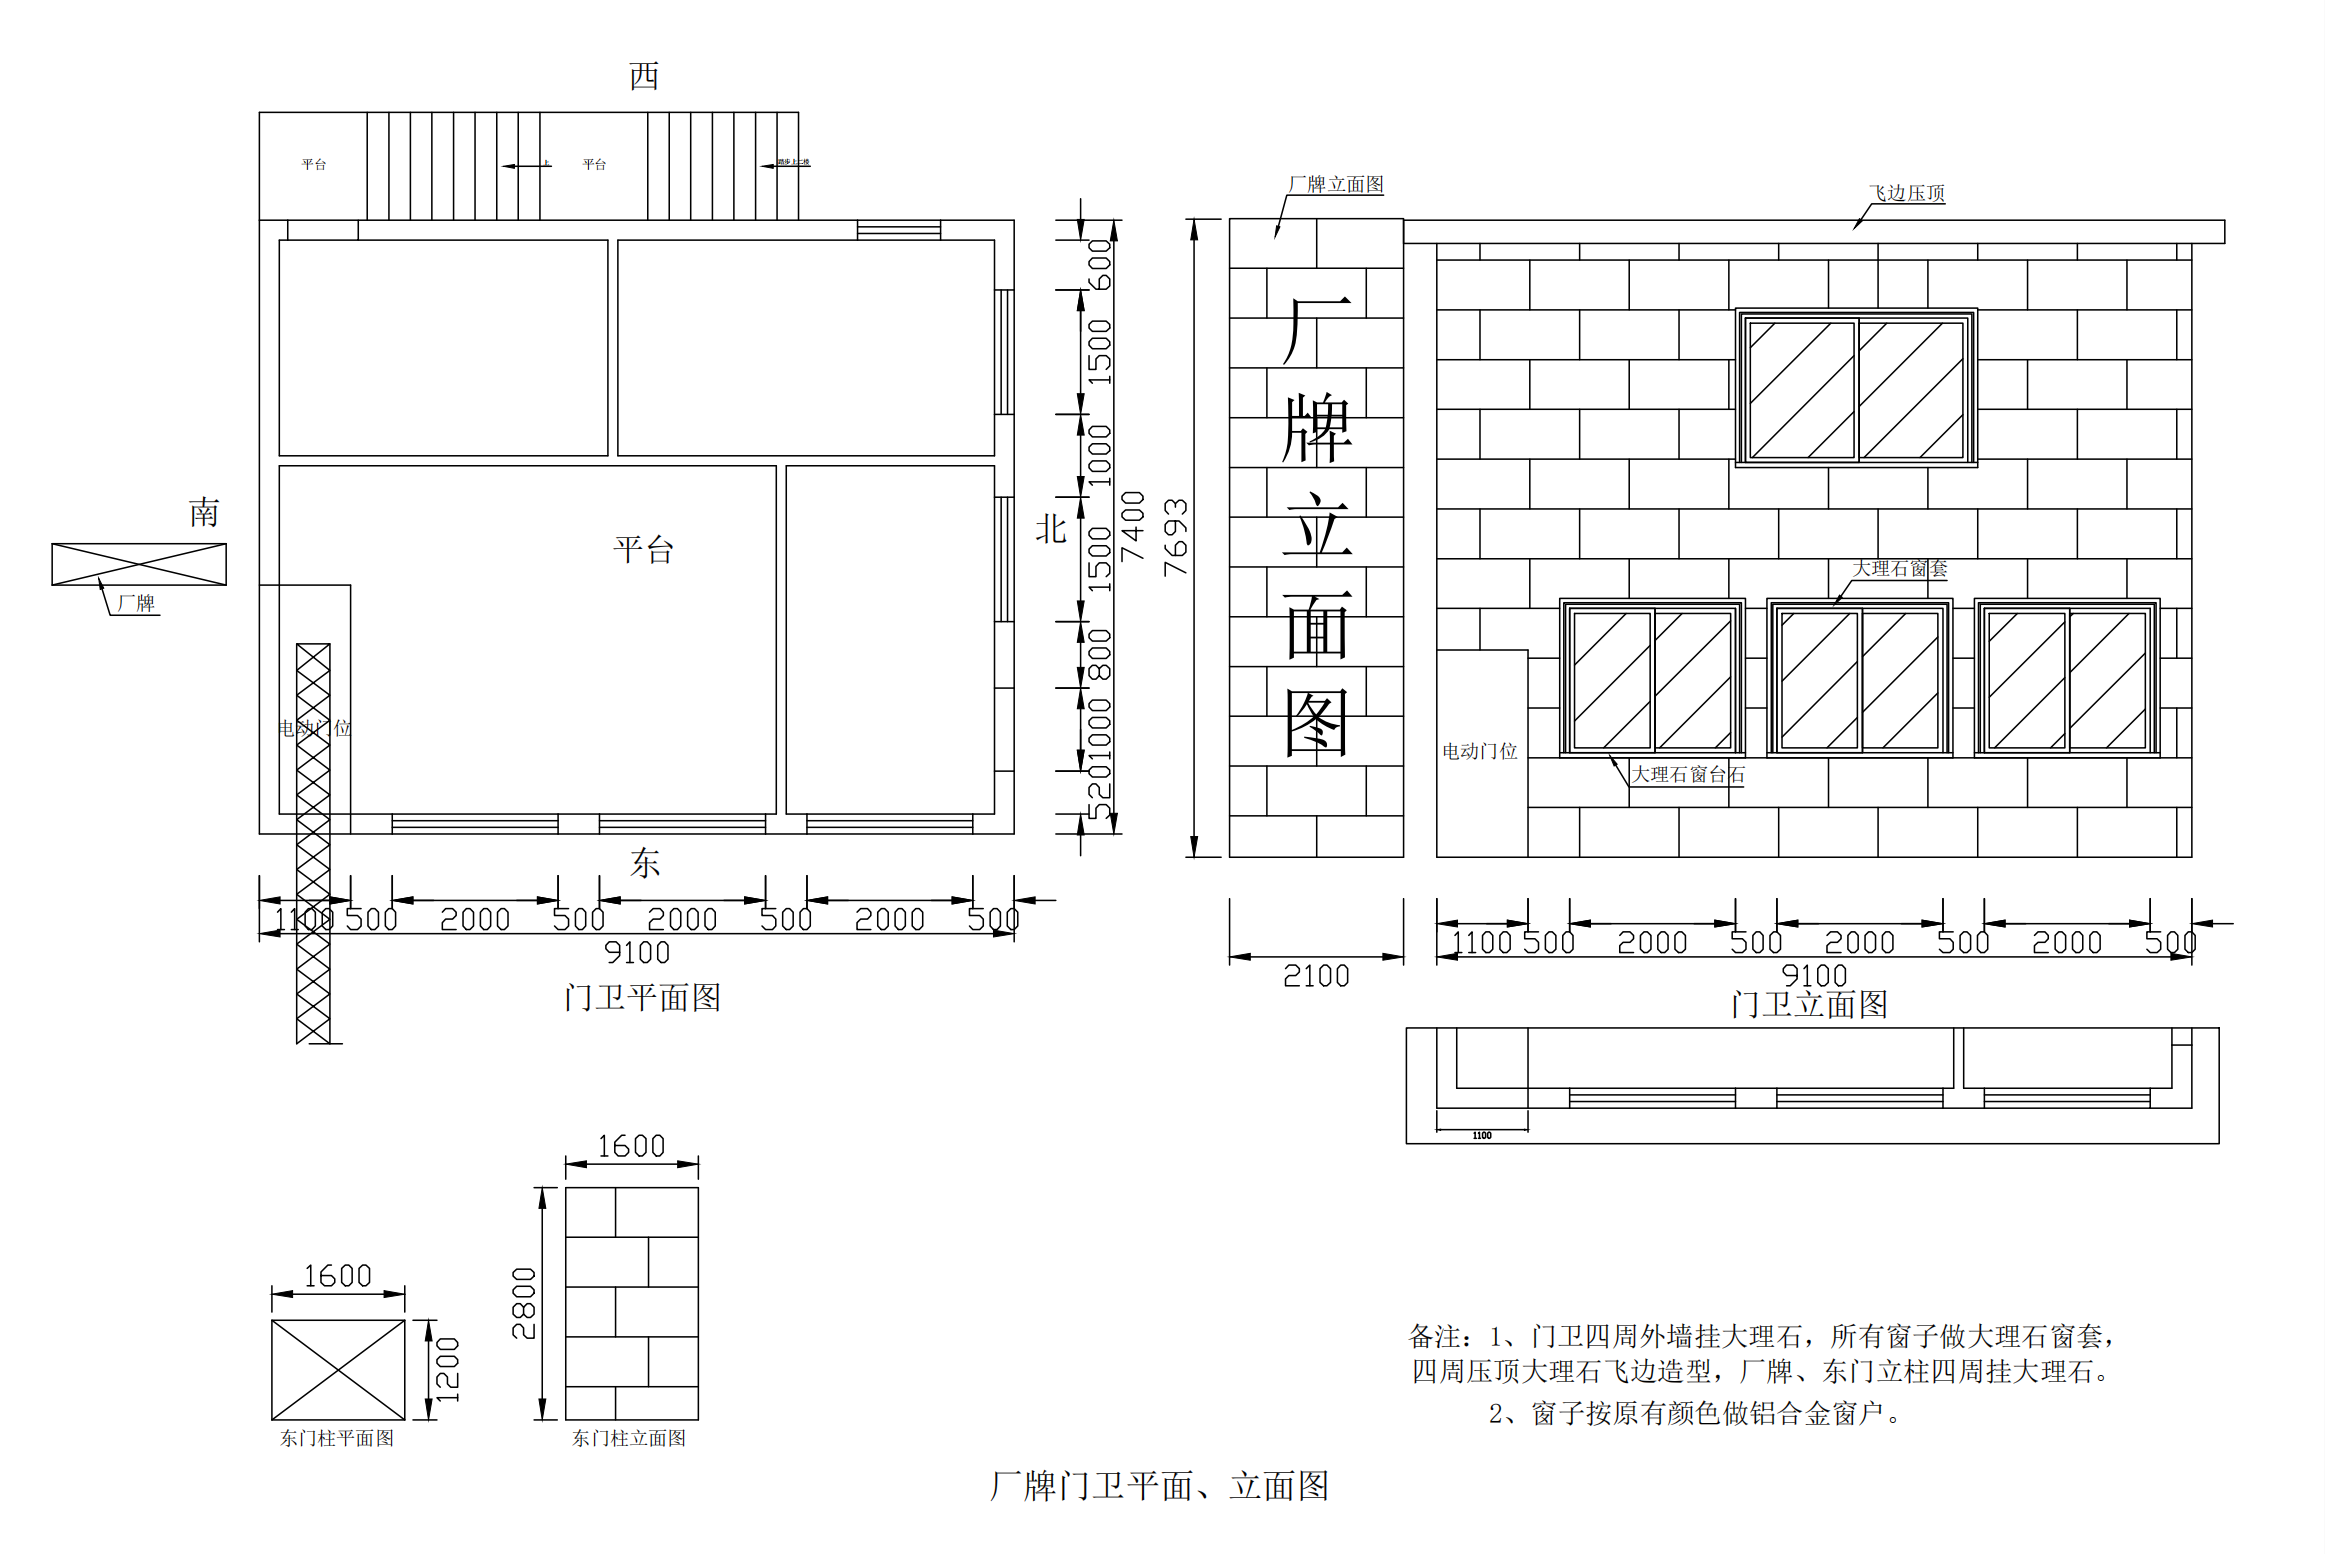 西
平台
上
平台
踏步上二楼
南
厂牌
平台
北
电动门位
东
600
1500
1000
1500
800
1000
520
7400
1100
500
2000
500
2000
500
2000
500
9100
门卫平面图
厂牌立面图
飞边压顶
7693
厂
牌
立
面
图
大理石窗套
电动门位
大理石窗台石
2100
1100
500
2000
500
2000
500
2000
500
9100
门卫立面图
1100
1600
1200
东门柱平面图
1600
2800
东门柱立面图
备注：1、门卫四周外墙挂大理石，所有窗子做大理石窗套，
四周压顶大理石飞边造型，厂牌、东门立柱四周挂大理石。
2、窗子按原有颜色做铝合金窗户。
厂牌门卫平面、立面图